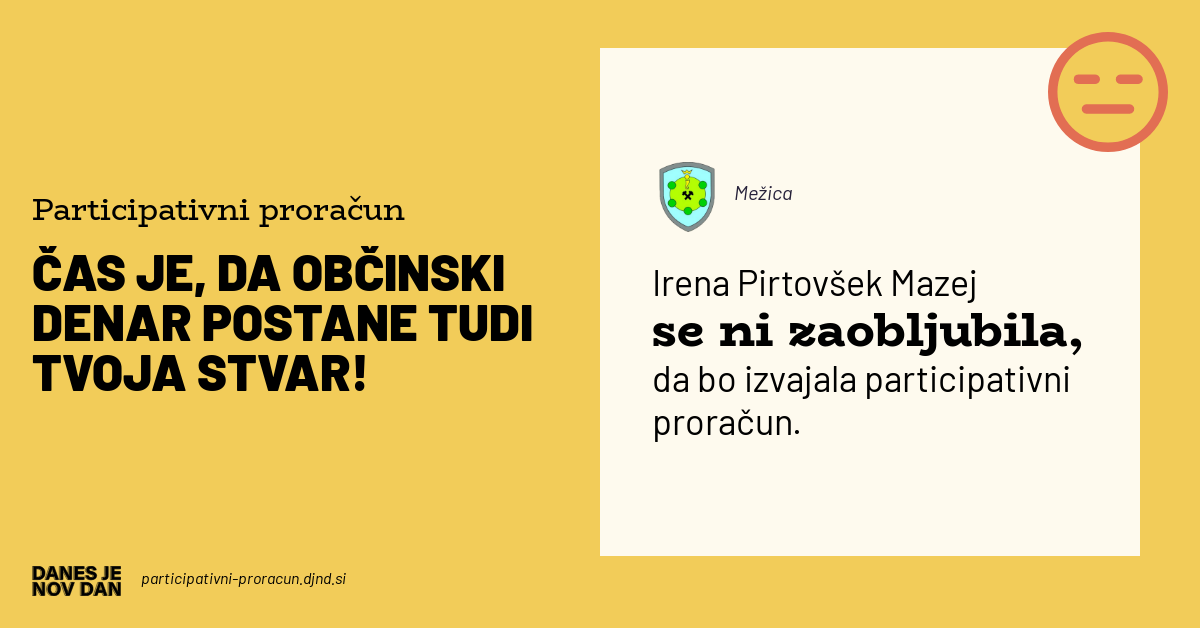 Participativni proračun
ČAS JE, DA OBČINSKI
DENAR POSTANE TUDI
TVOJA STVAR!
DANES JE
NOV DAN
participativni-proracun.djnd.si
Mežica
Irena Pirtovšek Mazej
se ni zaobljubila,
da bo izvajala participativni
proračun.